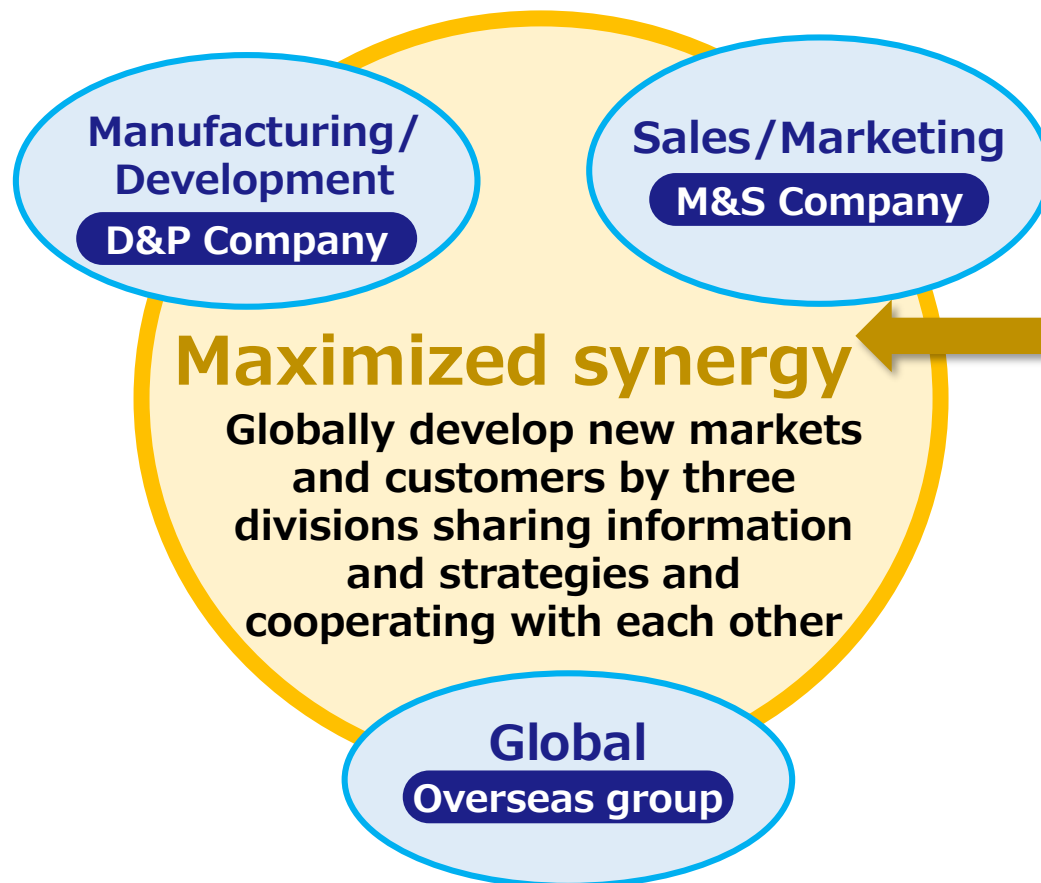 Manufacturing/
Development
D&P Company
Sales/Marketing
M&S Company
Maximized synergy
Globally develop new markets
and customers by three
divisions sharing information
and strategies and
cooperating with each other
Global
Overseas group